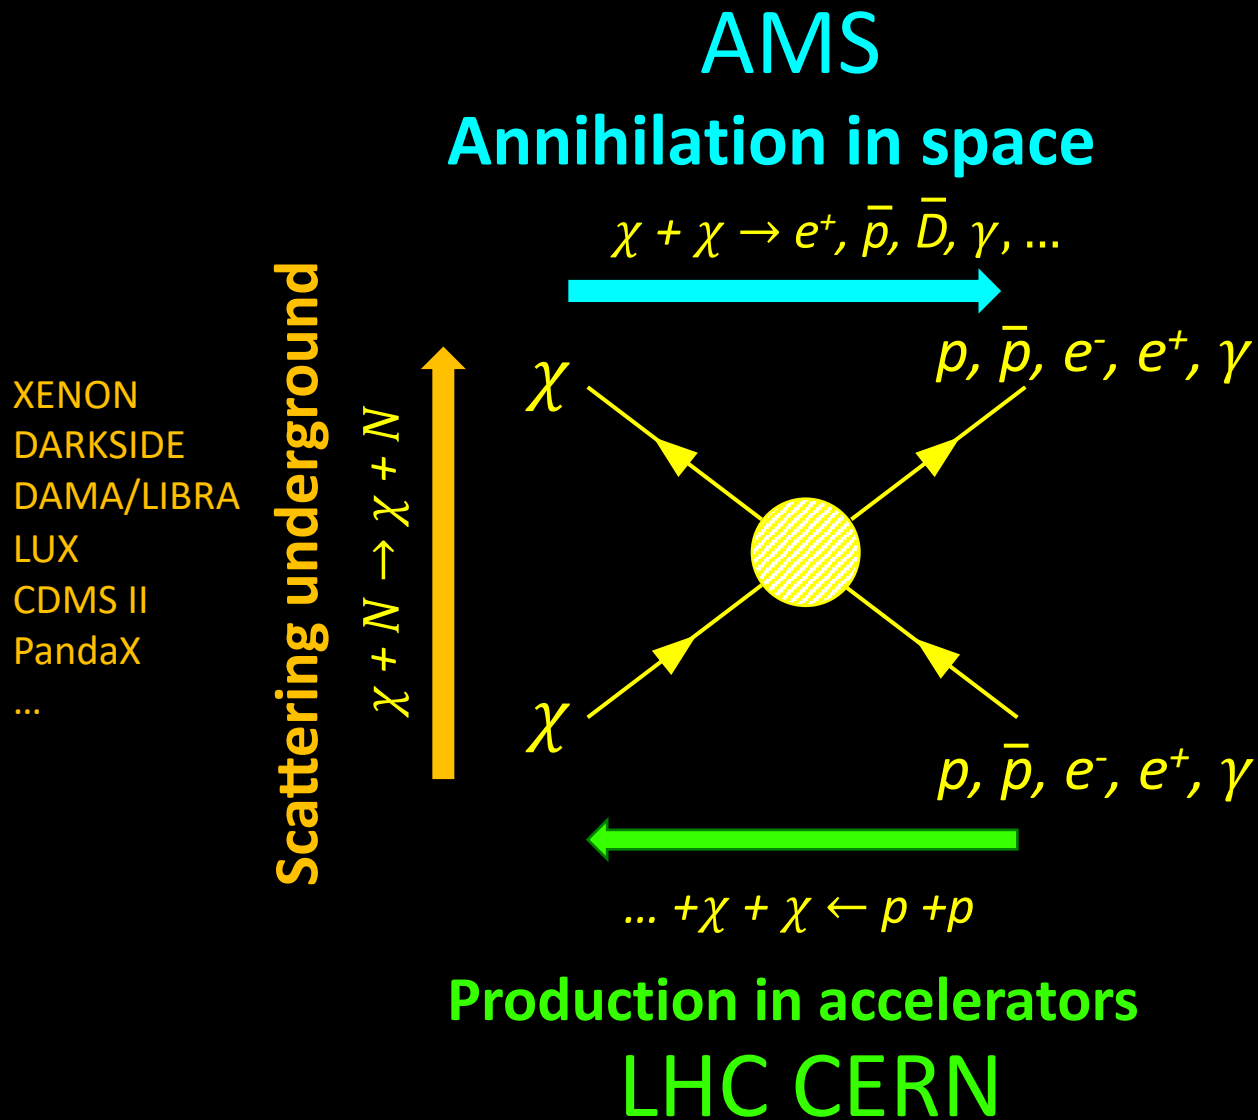 AMS
Annihilation in space
χ + χ → e⁺, p̄, D̄, γ, ...
Scattering underground
χ + N → χ + N
XENON
DARKSIDE
DAMA/LIBRA
LUX
CDMS II
PandaX
...
χ
p, p̄, e⁻, e⁺, γ
χ
p, p̄, e⁻, e⁺, γ
... +χ + χ ← p +p
Production in accelerators
LHC CERN